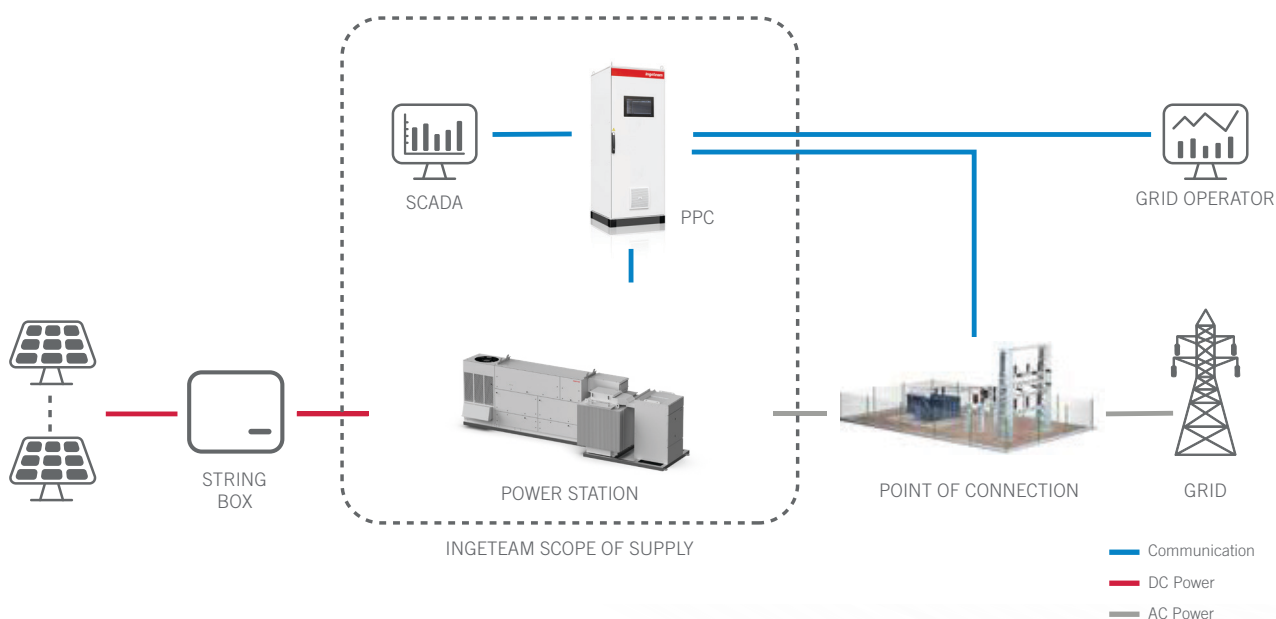 Ingeteam
SCADA
PPC
GRID OPERATOR
STRING
BOX
POWER STATION
POINT OF CONNECTION
GRID
INGETEAM SCOPE OF SUPPLY
Communication
DC Power
AC Power